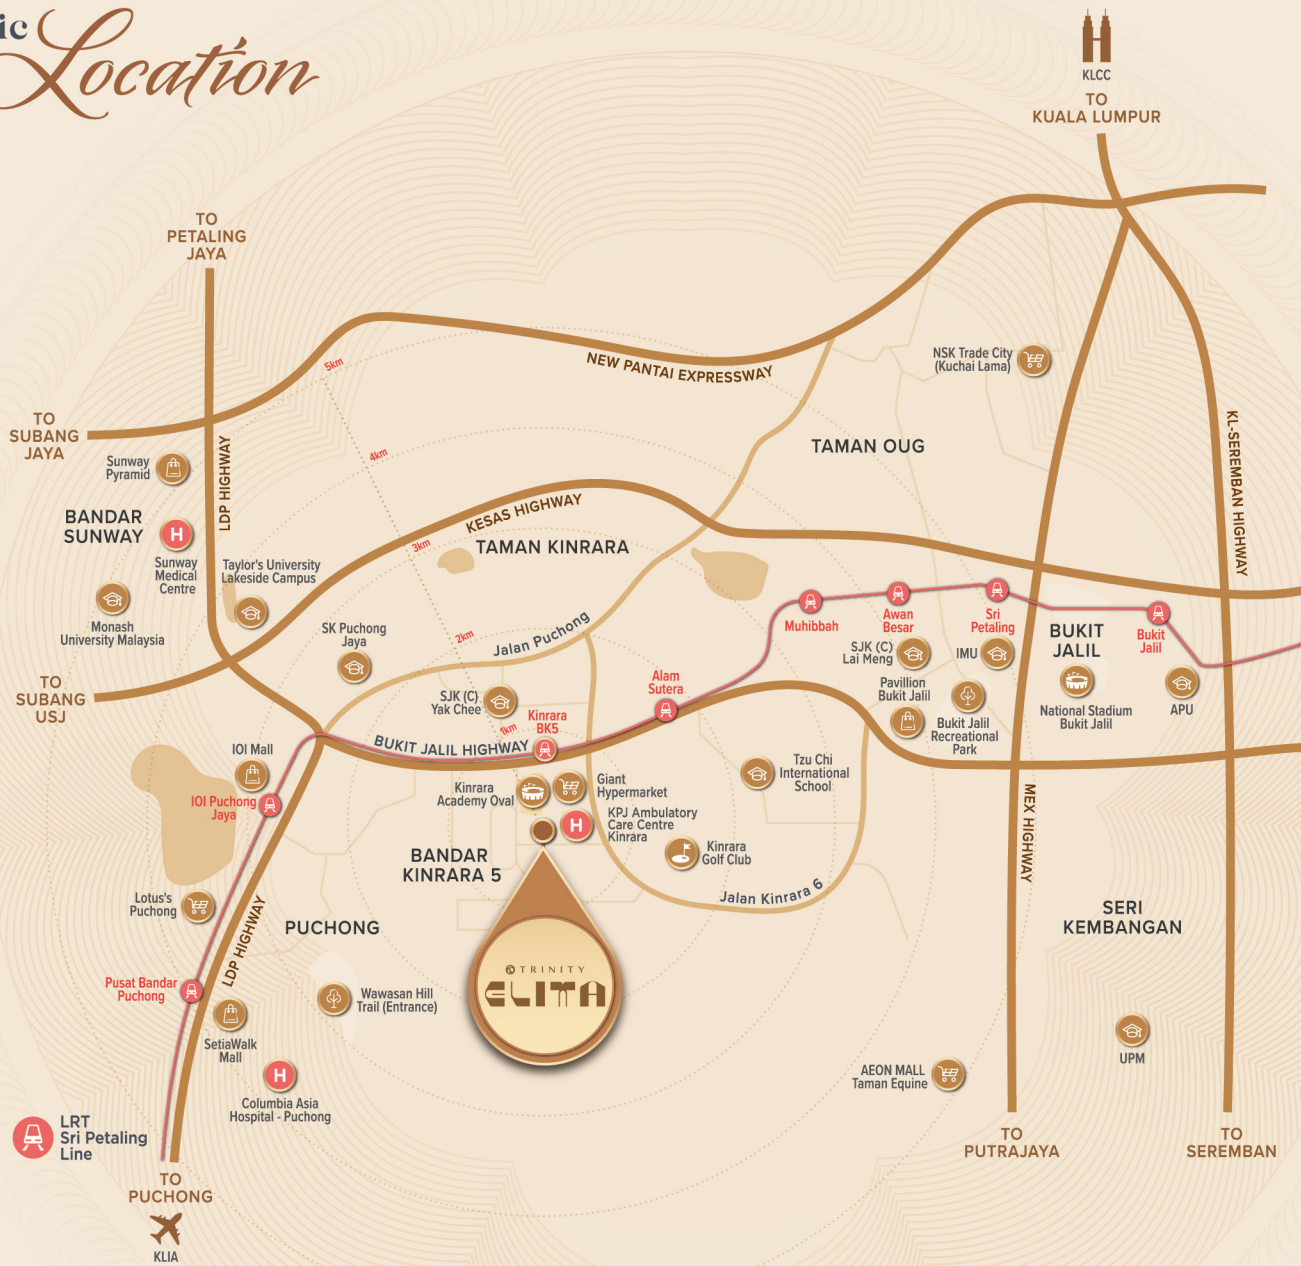 ic
Location
KLCC
TO
KUALA LUMPUR
TO
PETALING
JAYA
NEW PANTAI EXPRESSWAY
NSK Trade City
(Kuchai Lama)
5km
TO
SUBANG
JAYA
LDP HIGHWAY
KL-SEREMBAN HIGHWAY
TAMAN OUG
4km
Sunway
Pyramid
BANDAR
SUNWAY
KESAS HIGHWAY
3km
TAMAN KINRARA
Sunway
Medical
Centre
Taylor's University
Lakeside Campus
Monash
University Malaysia
SK Puchong
Jaya
2km
Jalan Puchong
Muhibbah
Awan
Besar
Sri
Petaling
BUKIT
JALIL
Bukit
Jalil
SJK (C)
Lai Meng
IMU
TO
SUBANG
USJ
SJK (C)
Yak Chee
Alam
Sutera
Pavillion
Bukit Jalil
Bukit Jalil
Recreational
Park
National Stadium
Bukit Jalil
APU
1km
Kinrara
BK5
BUKIT JALIL HIGHWAY
IOI Mall
IOI Puchong
Jaya
Kinrara
Academy Oval
Giant
Hypermarket
Tzu Chi
International
School
KPJ Ambulatory
Care Centre
Kinrara
MEX HIGHWAY
BANDAR
KINRARA 5
Kinrara
Golf Club
Jalan Kinrara 6
Lotus's
Puchong
LDP HIGHWAY
PUCHONG
SERI
KEMBANGAN
TRINITY
ELITA
Pusat Bandar
Puchong
Wawasan Hill
Trail (Entrance)
SetiaWalk
Mall
UPM
AEON MALL
Taman Equine
Columbia Asia
Hospital - Puchong
LRT
Sri Petaling
Line
TO
PUTRAJAYA
TO
SEREMBAN
TO
PUCHONG
KLIA
H
H
H